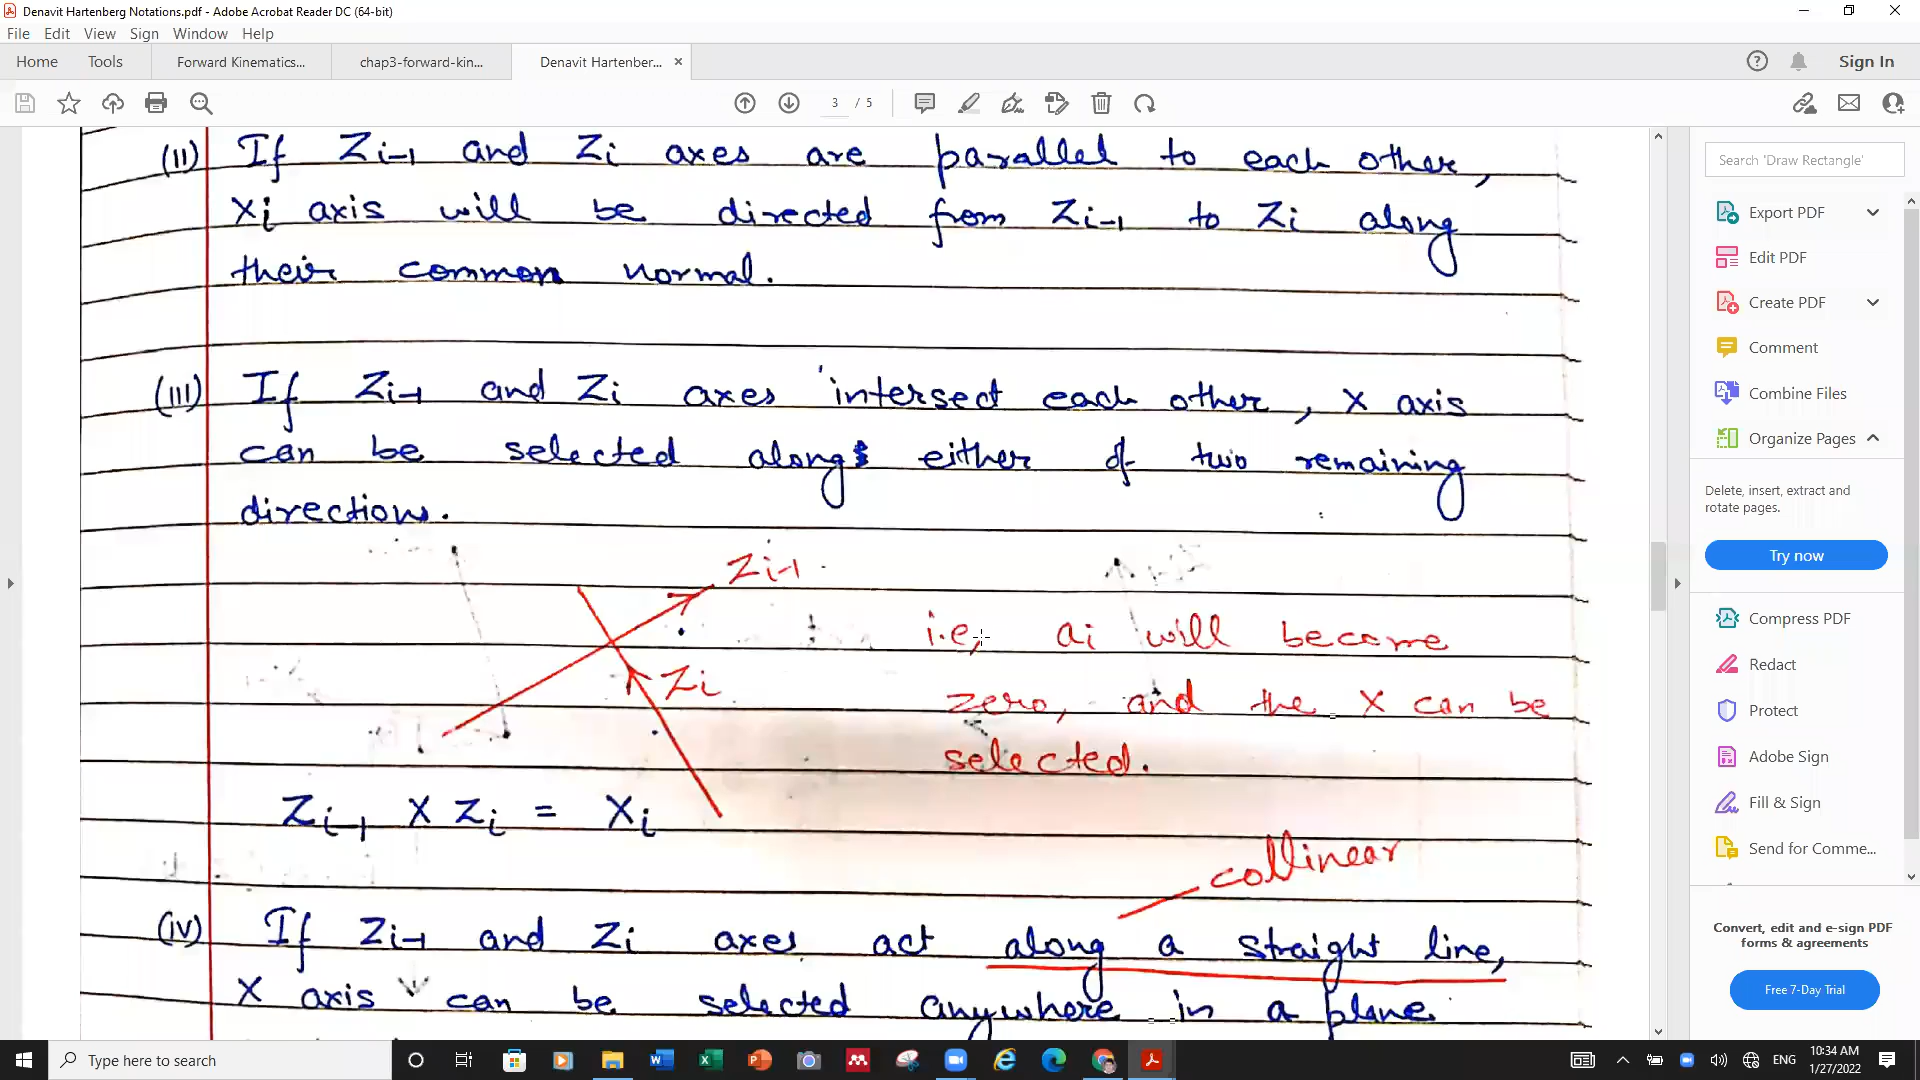 Denavit Hartenberg Notations.pdf - Adobe Acrobat Reader DC (64-bit)
File Edit View Sign Window Help
Home Tools Forward Kinematics... chap3-forward-kin... Denavit Hartenber... × Sign In
3 / 5
(II) If Zi-1 and Zi axes are parallel to each other,
Xi axis will be directed from Zi-1 to Zi along
their common normal.
(III) If Zi-1 and Zi axes intersect each other, X axis
can be selected along either of two remaining
directions.
Zi-1
Zi
i.e, ai will become
zero, and the X can be
selected.
Zi-1 X Zi = Xi
collinear
(IV) If Zi-1 and Zi axes act along a straight line,
X axis can be selected anywhere in a plane
Search 'Draw Rectangle'
Export PDF
Edit PDF
Create PDF
Comment
Combine Files
Organize Pages
Delete, insert, extract and
rotate pages.
Try now
Compress PDF
Redact
Protect
Adobe Sign
Fill & Sign
Send for Comme...
Convert, edit and e-sign PDF
forms & agreements
Free 7-Day Trial
Type here to search
ENG
10:34 AM
1/27/2022